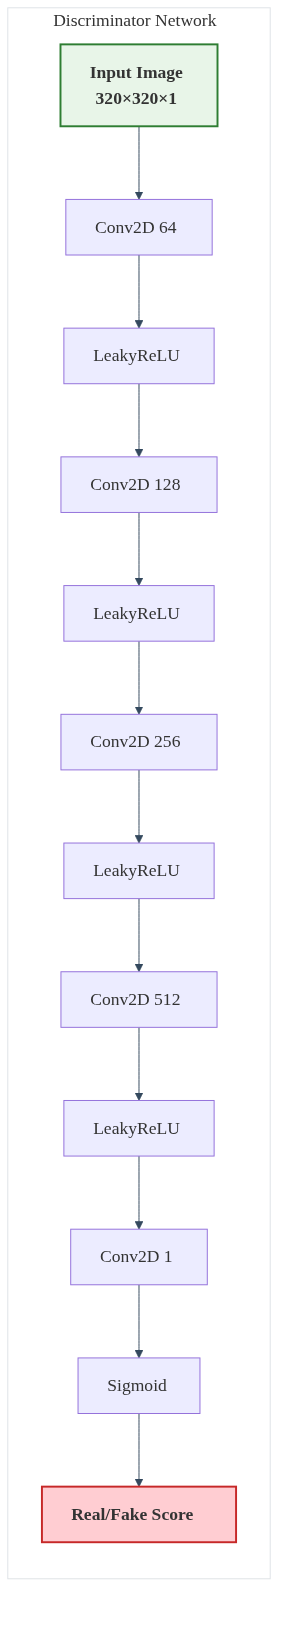 Discriminator Network
Input Image
320×320×1
Conv2D 64
LeakyReLU
Conv2D 128
LeakyReLU
Conv2D 256
LeakyReLU
Conv2D 512
LeakyReLU
Conv2D 1
Sigmoid
Real/Fake Score